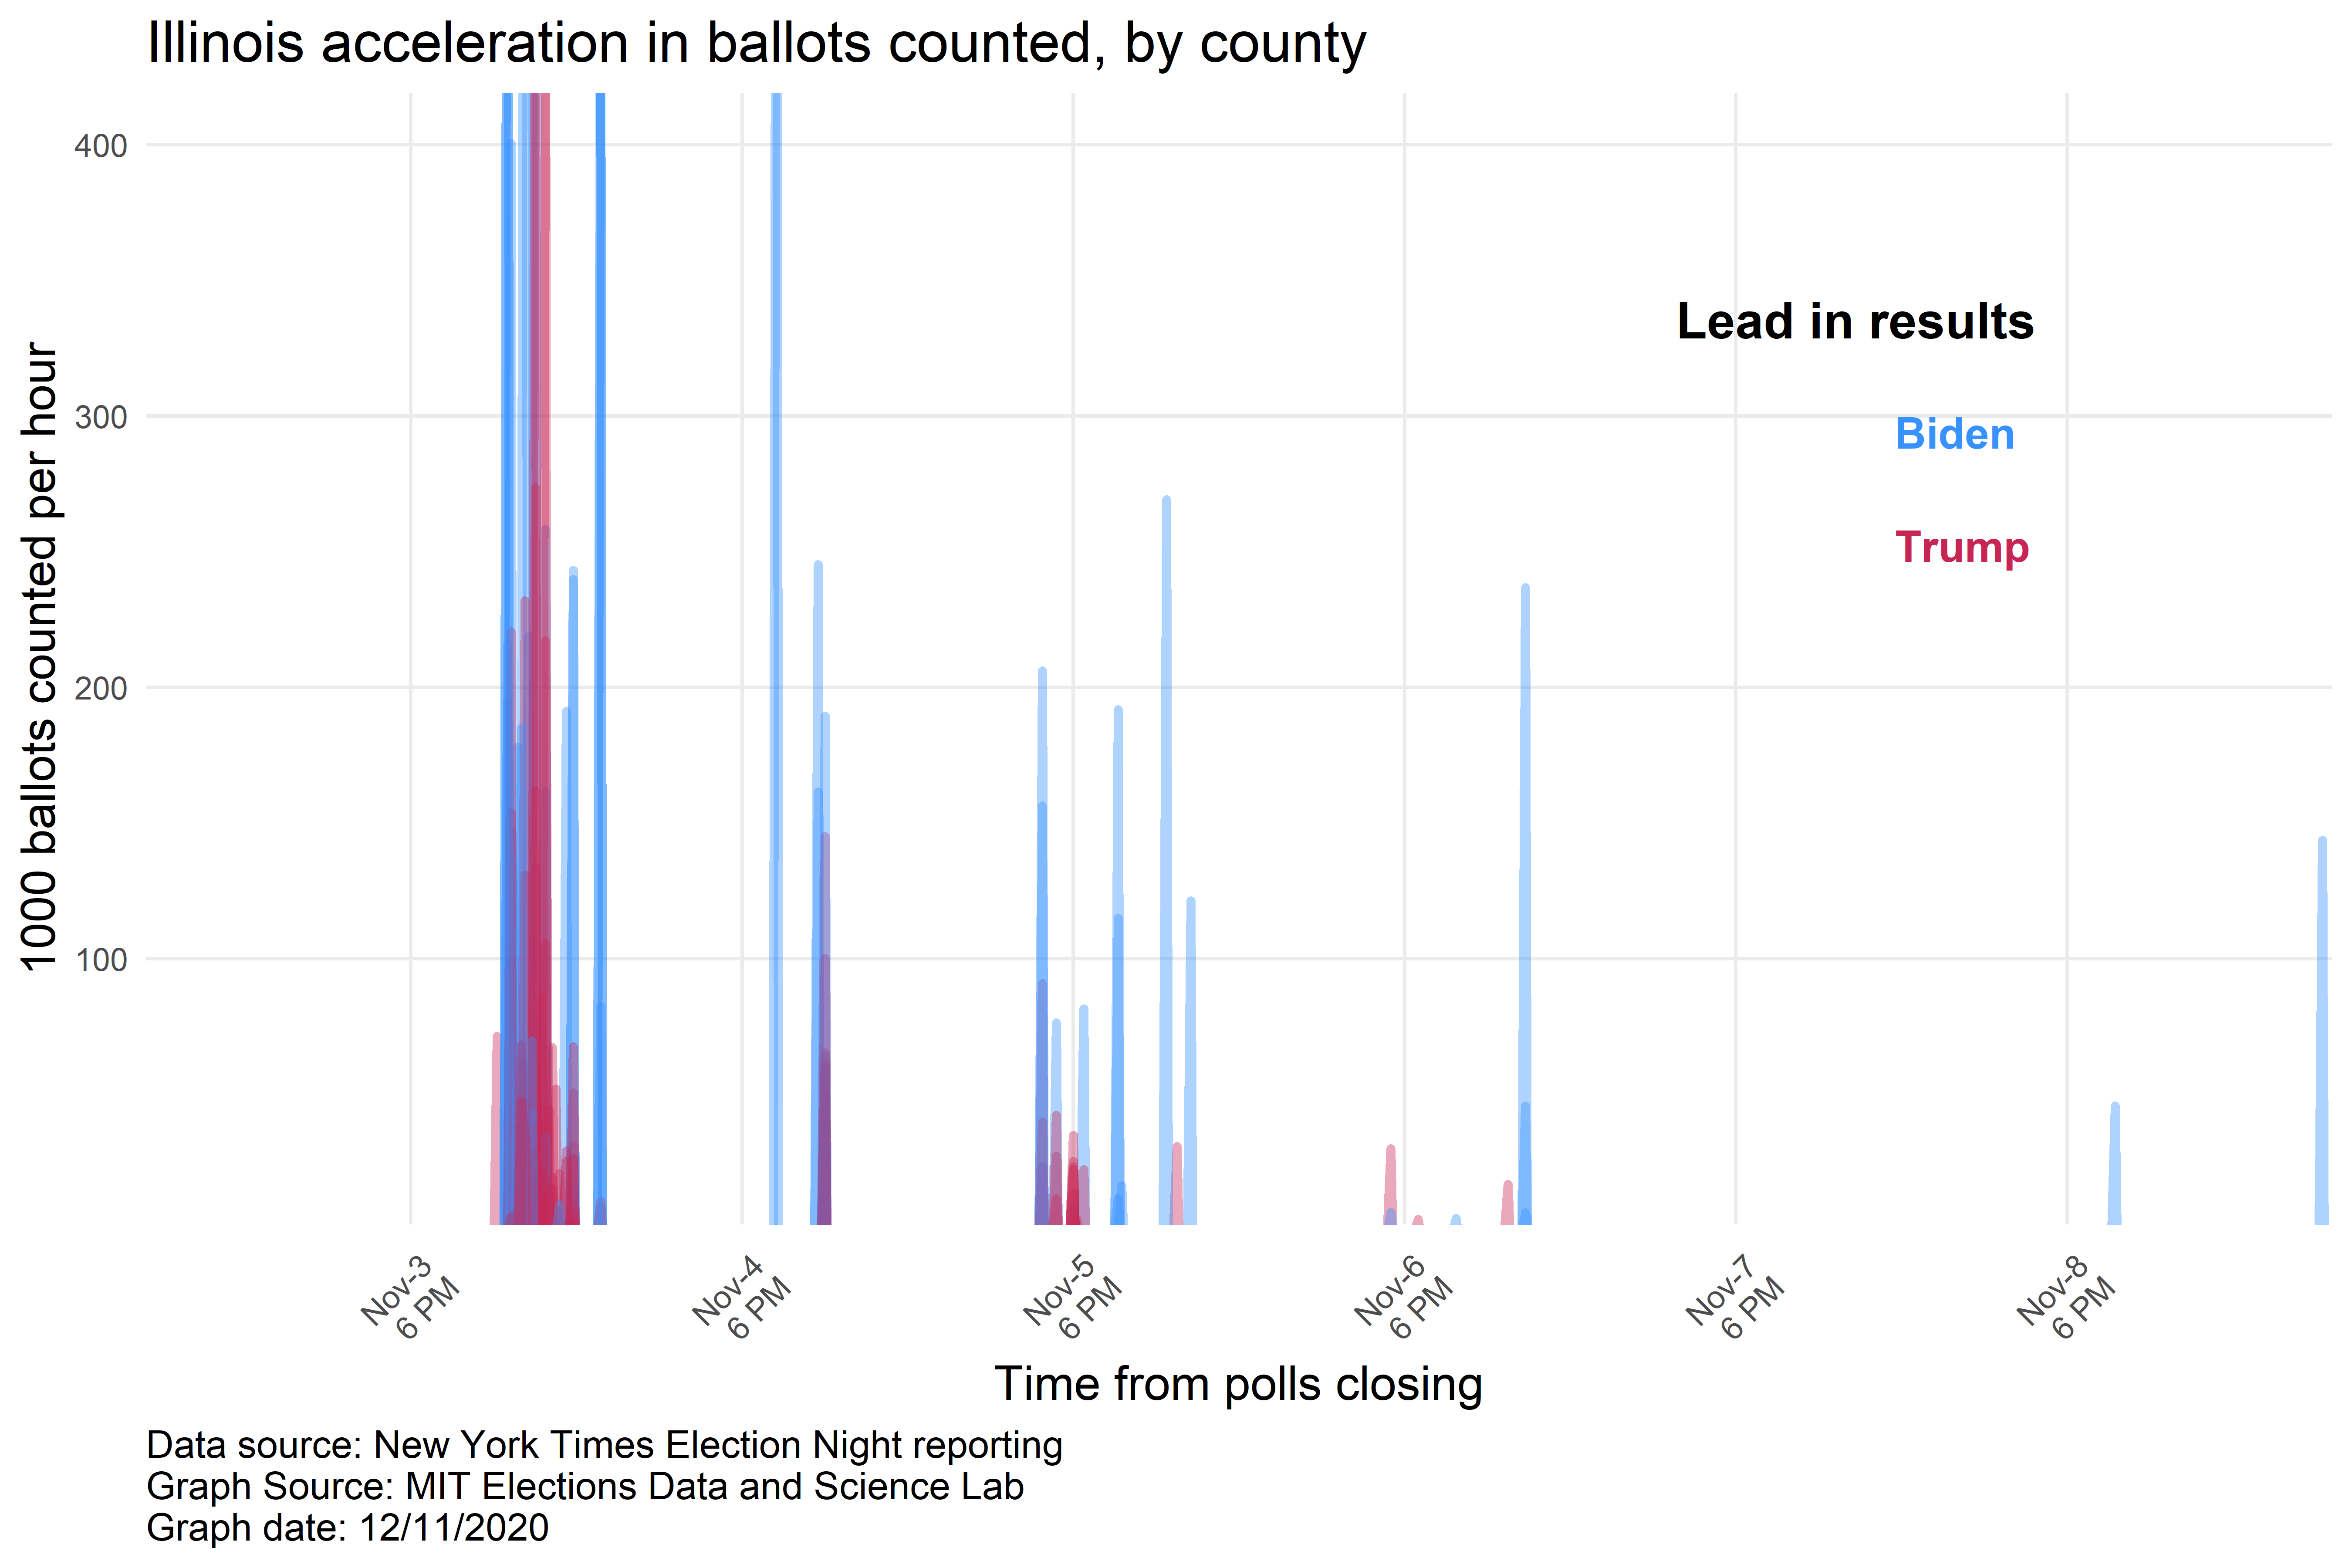 Illinois acceleration in ballots counted, by county
1000 ballots counted per hour
400
300
200
100
Lead in results
Biden
Trump
Nov-3
6 PM
Nov-4
6 PM
Nov-5
6 PM
Nov-6
6 PM
Nov-7
6 PM
Nov-8
6 PM
Time from polls closing
Data source: New York Times Election Night reporting
Graph Source: MIT Elections Data and Science Lab
Graph date: 12/11/2020